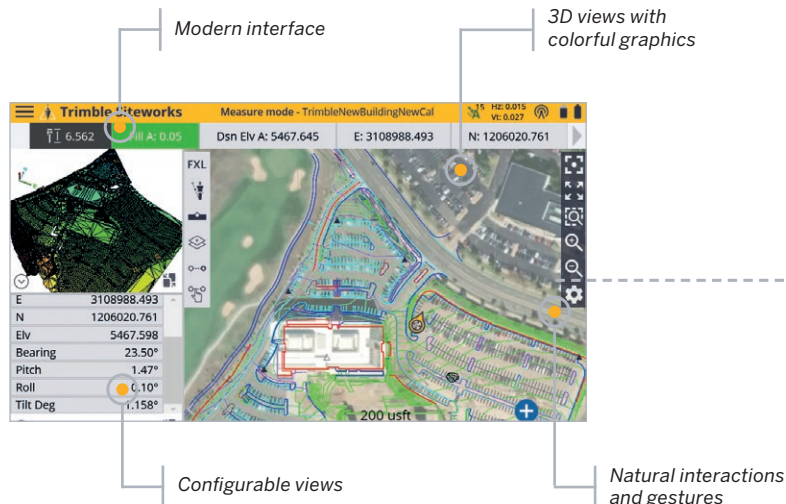 Modern interface
3D views with
colorful graphics
Trimble Siteworks
Measure mode - TrimbleNewBuildingNewCal
15 Hz: 0.015
Vt: 0.027
6.562
Fill A: 0.05
Dsn Elv A: 5467.645
E: 3108988.493
N: 1206020.761
FXL
E 3108988.493
N 1206020.761
Elv 5467.598
Bearing 23.50°
Pitch 1.47°
Roll 0.10°
Tilt Deg 1.158°
200 usft
Configurable views
Natural interactions
and gestures